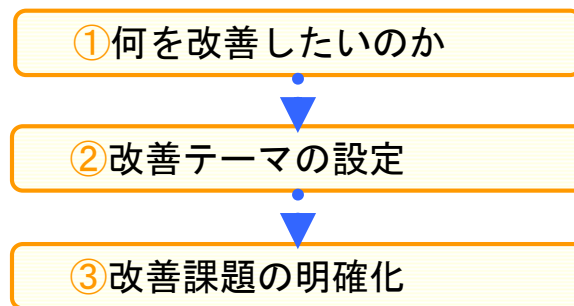 ①何を改善したいのか
②改善テーマの設定
③改善課題の明確化